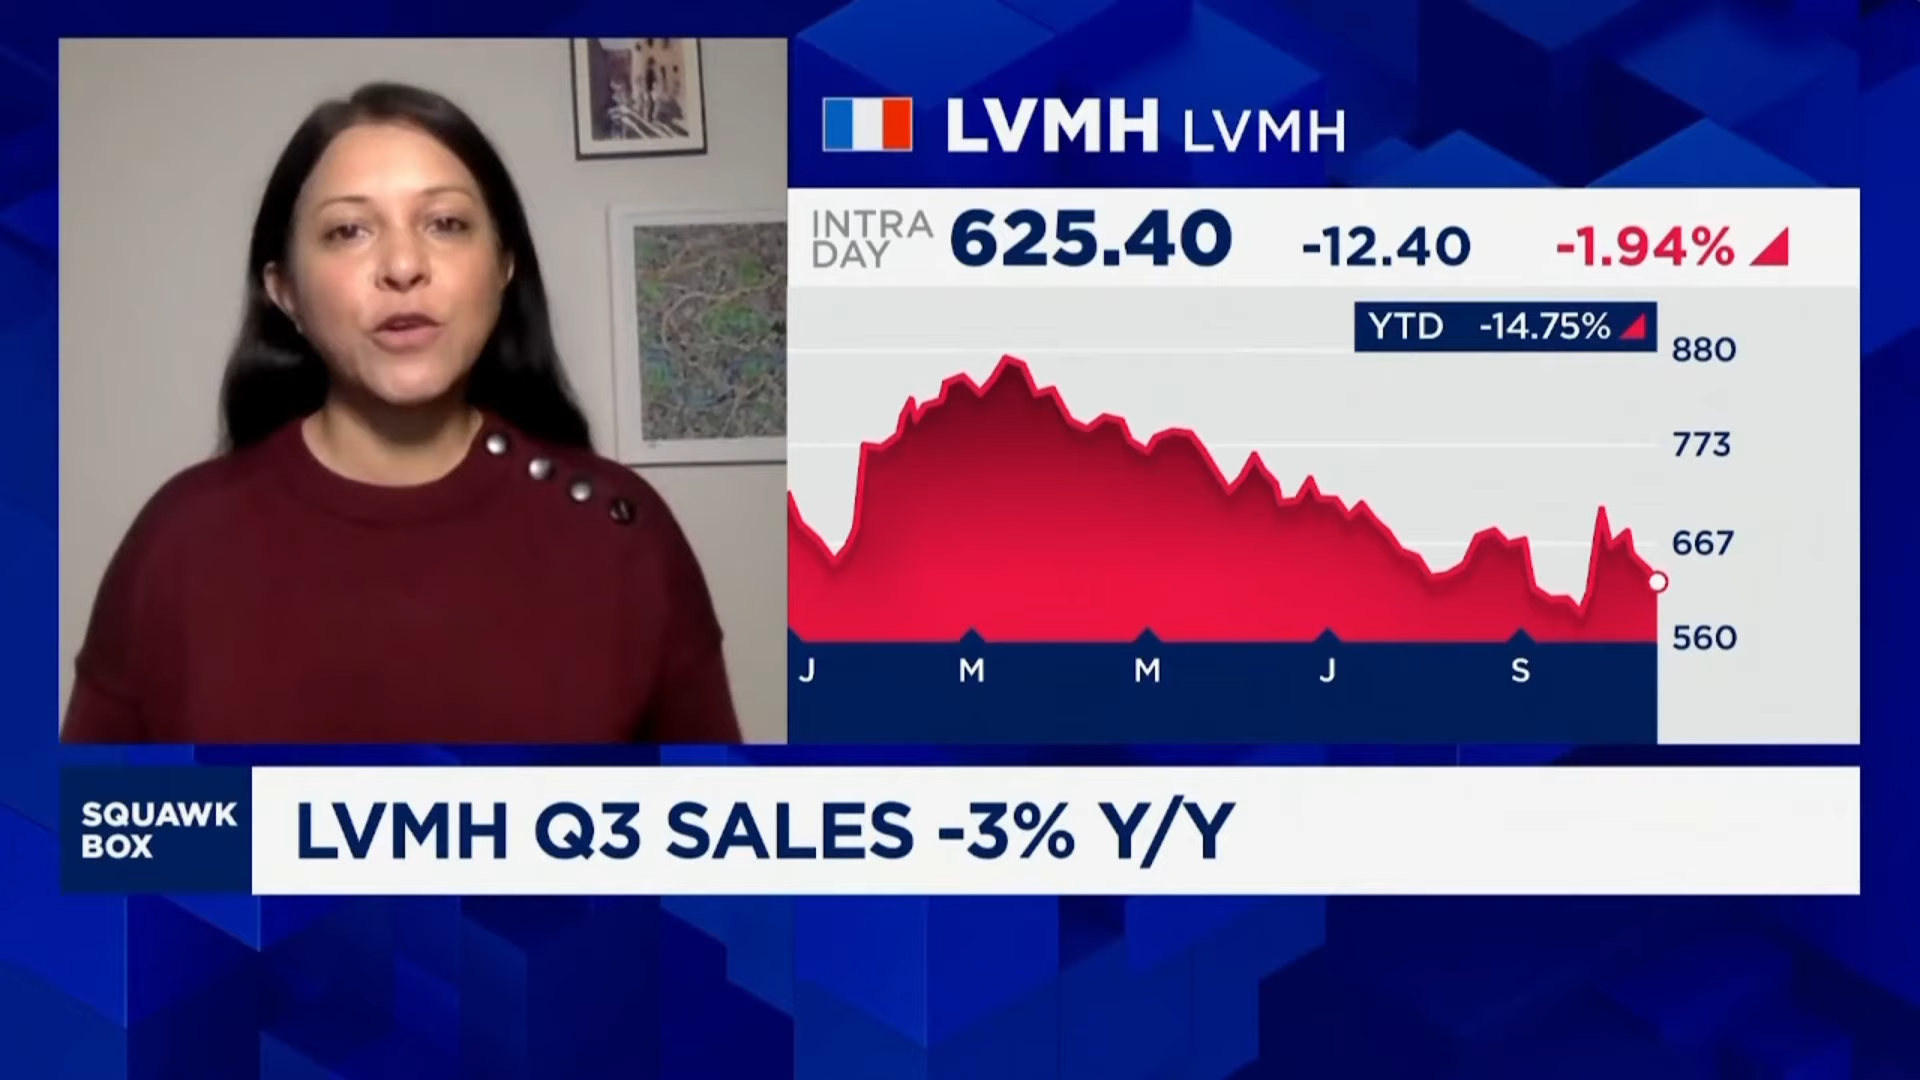 LVMH LVMH
INTRA
DAY
625.40 -12.40 -1.94%
YTD -14.75%
880
773
667
560
J M M J S
SQUAWK
BOX
LVMH Q3 SALES -3% Y/Y